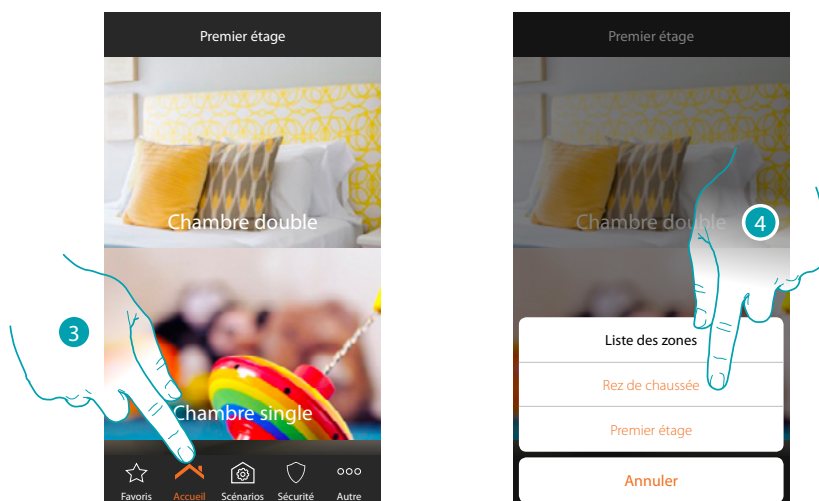 Premier étage
Chambre double
3
Chambre single
Favoris Accueil Scénarios Sécurité Autre
Premier étage
Chambre double
4
Liste des zones
Rez de chaussée
Premier étage
Annuler